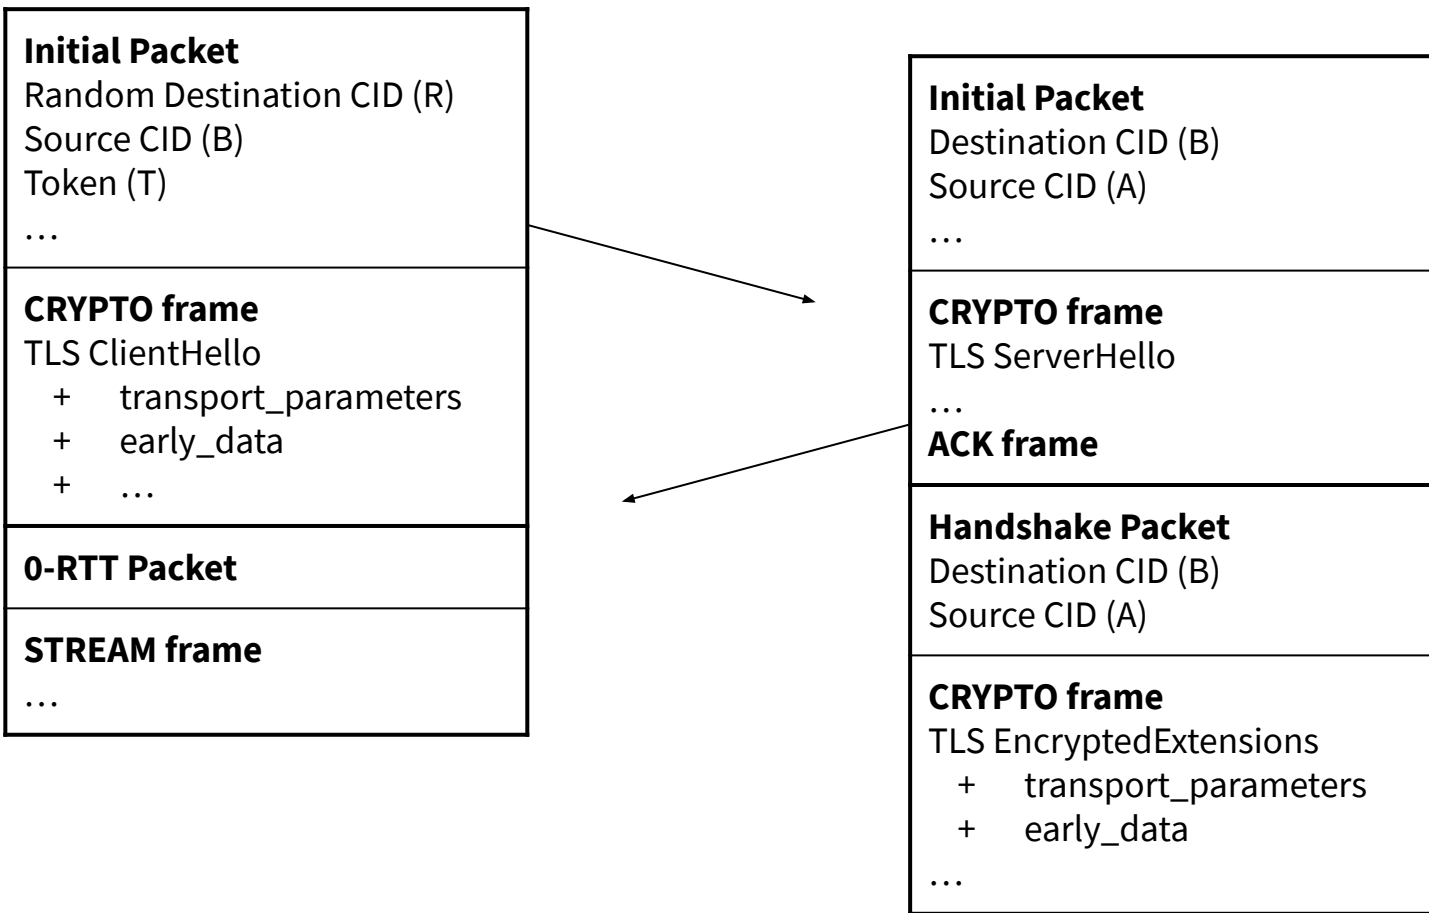 Initial Packet
Random Destination CID (R)
Source CID (B)
Token (T)
…
CRYPTO frame
TLS ClientHello
+ transport_parameters
+ early_data
+ …
0-RTT Packet
STREAM frame
…
Initial Packet
Destination CID (B)
Source CID (A)
…
CRYPTO frame
TLS ServerHello
…
ACK frame
Handshake Packet
Destination CID (B)
Source CID (A)
CRYPTO frame
TLS EncryptedExtensions
+ transport_parameters
+ early_data
…